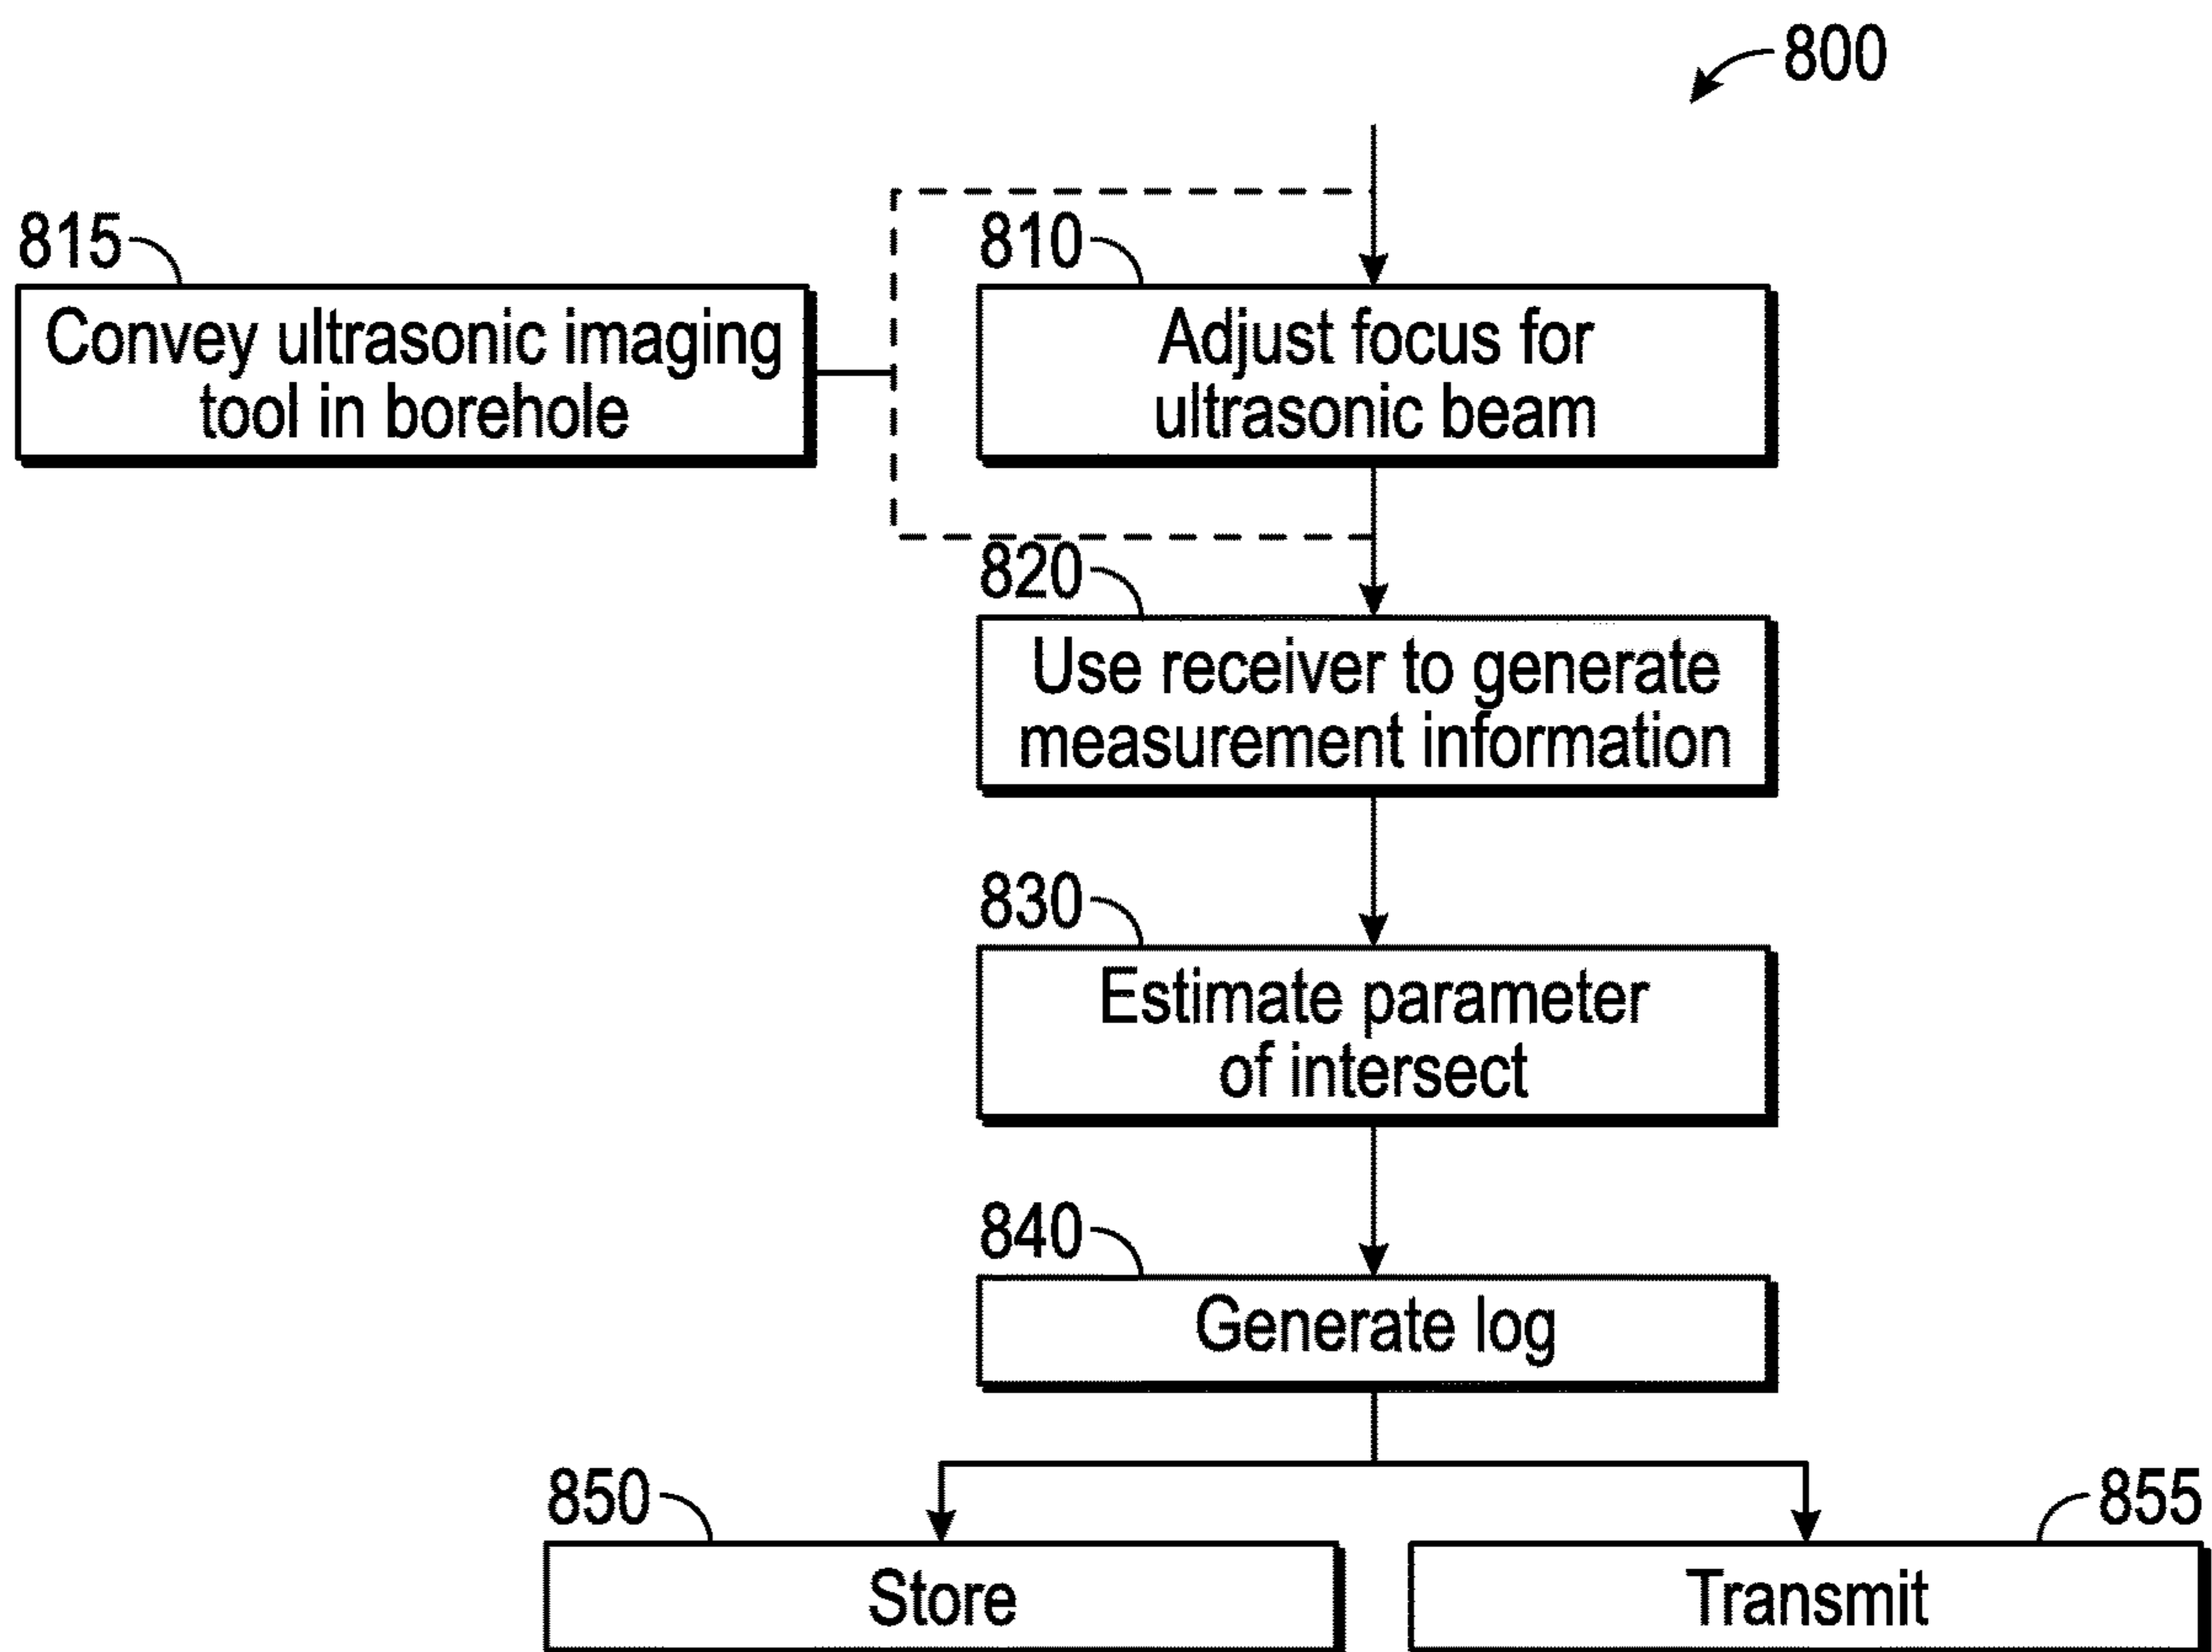 800
815
Convey ultrasonic imaging
tool in borehole
810
Adjust focus for
ultrasonic beam
820
Use receiver to generate
measurement information
830
Estimate parameter
of intersect
840
Generate log
850
Store
855
Transmit